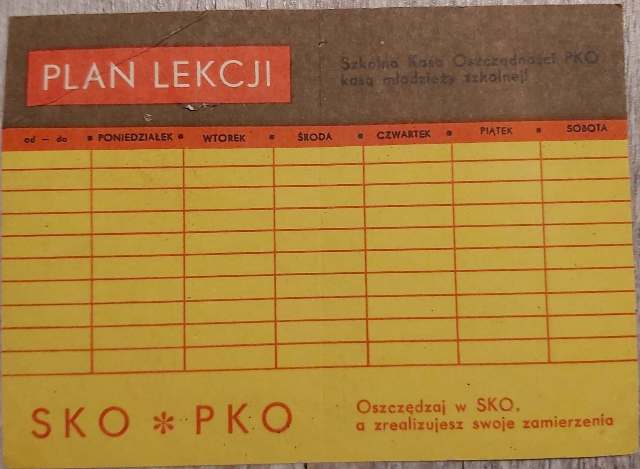 PLAN LEKCJI
Szkolna Kasa Oszczędności PKO
kasą młodzieży szkolnej!
od — do • PONIEDZIAŁEK • WTOREK • ŚRODA • CZWARTEK • PIĄTEK • SOBOTA
SKO * PKO
Oszczędzaj w SKO,
a zrealizujesz swoje zamierzenia